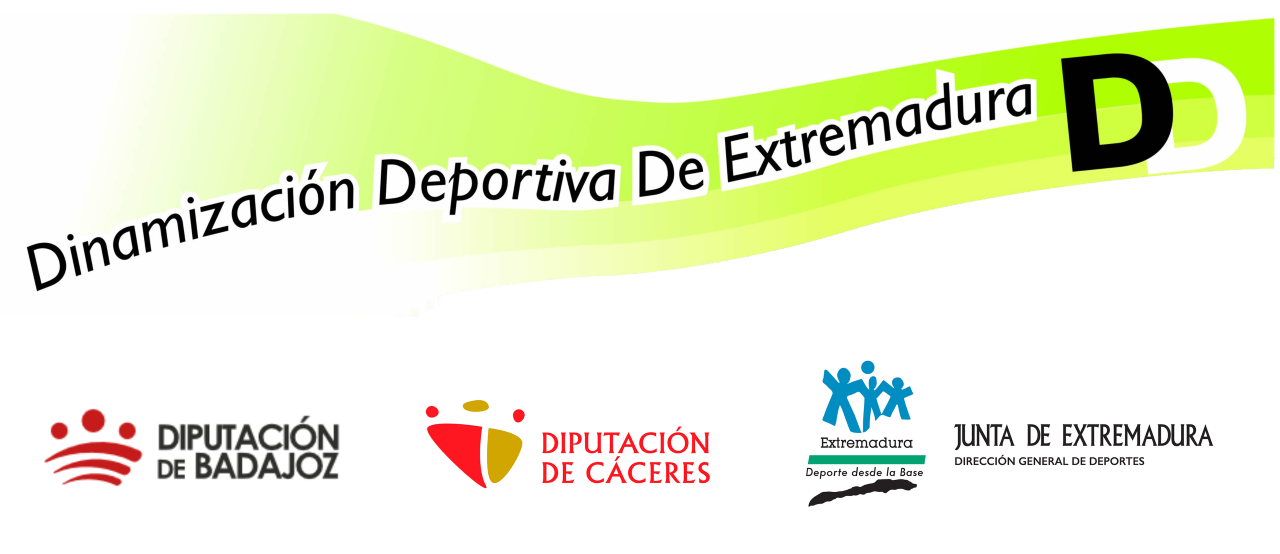 Dinamización Deportiva De Extremadura
DD
DIPUTACIÓN
DE BADAJOZ
DIPUTACIÓN
DE CÁCERES
Extremadura
Deporte desde la Base
JUNTA DE EXTREMADURA
DIRECCIÓN GENERAL DE DEPORTES